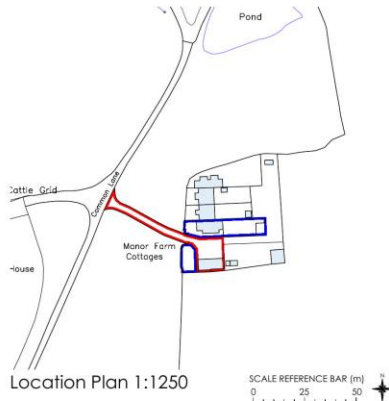 Pond
Cattle Grid
Common Lane
Manor Farm
Cottages
House
Location Plan 1:1250
SCALE REFERENCE BAR (m)
N
0 25 50